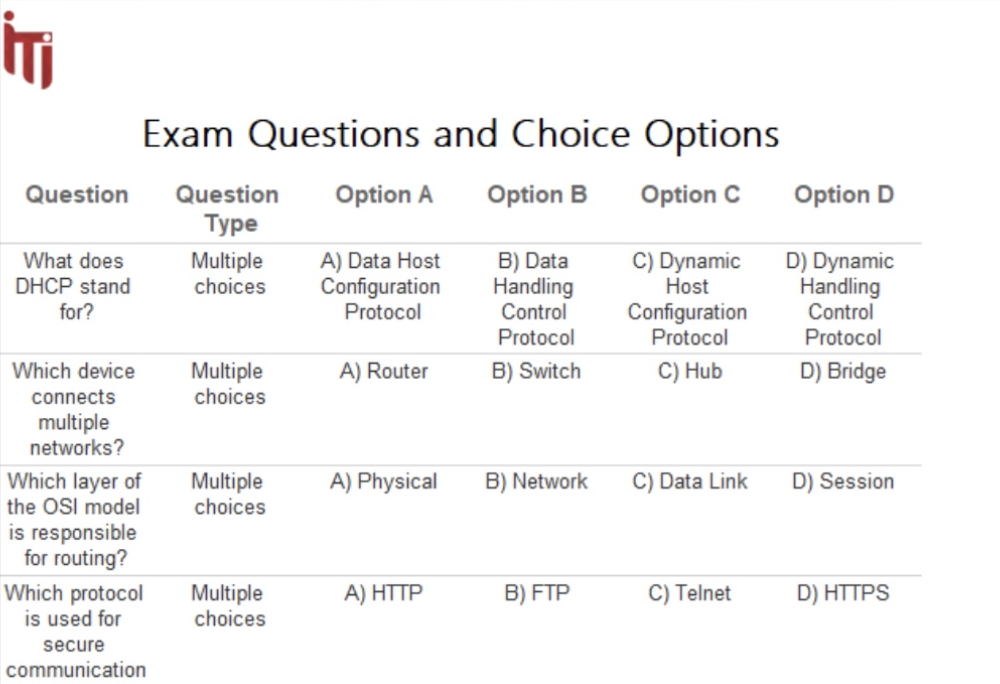 iTi
Exam Questions and Choice Options
Question Question Type Option A Option B Option C Option D
What does DHCP stand for? Multiple choices A) Data Host Configuration Protocol B) Data Handling Control Protocol C) Dynamic Host Configuration Protocol D) Dynamic Handling Control Protocol
Which device connects multiple networks? Multiple choices A) Router B) Switch C) Hub D) Bridge
Which layer of the OSI model is responsible for routing? Multiple choices A) Physical B) Network C) Data Link D) Session
Which protocol is used for secure communication Multiple choices A) HTTP B) FTP C) Telnet D) HTTPS